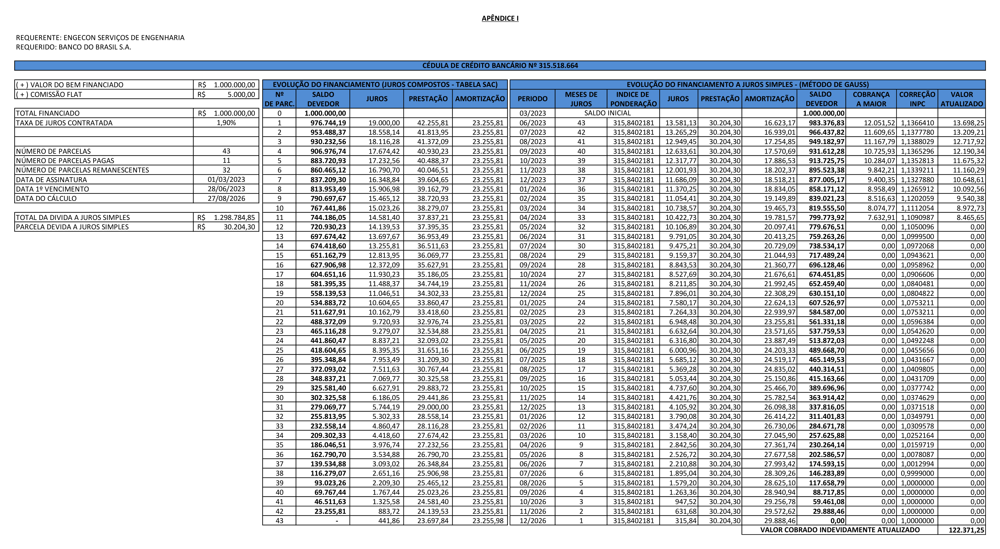 APÊNDICE I
REQUERENTE: ENGECON SERVIÇOS DE ENGENHARIA
REQUERIDO: BANCO DO BRASIL S.A.
CÉDULA DE CRÉDITO BANCÁRIO Nº 315.518.664
( + ) VALOR DO BEM FINANCIADO R$ 1.000.000,00
( + ) COMISSÃO FLAT R$ 5.000,00
TOTAL FINANCIADO R$ 1.000.000,00
TAXA DE JUROS CONTRATADA 1,90%
NÚMERO DE PARCELAS 43
NÚMERO DE PARCELAS PAGAS 11
NÚMERO DE PARCELAS REMANESCENTES 32
DATA DE ASSINATURA 01/03/2023
DATA 1º VENCIMENTO 28/06/2023
DATA DO CÁLCULO 27/08/2026
TOTAL DA DIVIDA A JUROS SIMPLES R$ 1.298.784,85
PARCELA DEVIDA A JUROS SIMPLES R$ 30.204,30
EVOLUÇÃO DO FINANCIAMENTO (JUROS COMPOSTOS - TABELA SAC) EVOLUÇÃO DO FINANCIAMENTO A JUROS SIMPLES - (MÉTODO DE GAUSS)
Nº DE PARC. SALDO DEVEDOR JUROS PRESTAÇÃO AMORTIZAÇÃO PERIODO MESES DE JUROS INDICE DE PONDERAÇÃO JUROS PRESTAÇÃO AMORTIZAÇÃO SALDO DEVEDOR COBRANÇA A MAIOR CORREÇÃO INPC VALOR ATUALIZADO
0 1.000.000,00 03/2023 SALDO INICIAL 1.000.000,00
1 976.744,19 19.000,00 42.255,81 23.255,81 06/2023 43 315,8402181 13.581,13 30.204,30 16.623,17 983.376,83 12.051,52 1,1366410 13.698,25
2 953.488,37 18.558,14 41.813,95 23.255,81 07/2023 42 315,8402181 13.265,29 30.204,30 16.939,01 966.437,82 11.609,65 1,1377780 13.209,21
3 930.232,56 18.116,28 41.372,09 23.255,81 08/2023 41 315,8402181 12.949,45 30.204,30 17.254,85 949.182,97 11.167,79 1,1388029 12.717,92
4 906.976,74 17.674,42 40.930,23 23.255,81 09/2023 40 315,8402181 12.633,61 30.204,30 17.570,69 931.612,28 10.725,93 1,1365296 12.190,34
5 883.720,93 17.232,56 40.488,37 23.255,81 10/2023 39 315,8402181 12.317,77 30.204,30 17.886,53 913.725,75 10.284,07 1,1352813 11.675,32
6 860.465,12 16.790,70 40.046,51 23.255,81 11/2023 38 315,8402181 12.001,93 30.204,30 18.202,37 895.523,38 9.842,21 1,1339211 11.160,29
7 837.209,30 16.348,84 39.604,65 23.255,81 12/2023 37 315,8402181 11.686,09 30.204,30 18.518,21 877.005,17 9.400,35 1,1327880 10.648,61
8 813.953,49 15.906,98 39.162,79 23.255,81 01/2024 36 315,8402181 11.370,25 30.204,30 18.834,05 858.171,12 8.958,49 1,1265912 10.092,56
9 790.697,67 15.465,12 38.720,93 23.255,81 02/2024 35 315,8402181 11.054,41 30.204,30 19.149,89 839.021,23 8.516,63 1,1202059 9.540,38
10 767.441,86 15.023,26 38.279,07 23.255,81 03/2024 34 315,8402181 10.738,57 30.204,30 19.465,73 819.555,50 8.074,77 1,1112054 8.972,73
11 744.186,05 14.581,40 37.837,21 23.255,81 04/2024 33 315,8402181 10.422,73 30.204,30 19.781,57 799.773,92 7.632,91 1,1090987 8.465,65
12 720.930,23 14.139,53 37.395,35 23.255,81 05/2024 32 315,8402181 10.106,89 30.204,30 20.097,41 779.676,51 0,00 1,1050096 0,00
13 697.674,42 13.697,67 36.953,49 23.255,81 06/2024 31 315,8402181 9.791,05 30.204,30 20.413,25 759.263,26 0,00 1,0999500 0,00
14 674.418,60 13.255,81 36.511,63 23.255,81 07/2024 30 315,8402181 9.475,21 30.204,30 20.729,09 738.534,17 0,00 1,0972068 0,00
15 651.162,79 12.813,95 36.069,77 23.255,81 08/2024 29 315,8402181 9.159,37 30.204,30 21.044,93 717.489,24 0,00 1,0943621 0,00
16 627.906,98 12.372,09 35.627,91 23.255,81 09/2024 28 315,8402181 8.843,53 30.204,30 21.360,77 696.128,46 0,00 1,0958962 0,00
17 604.651,16 11.930,23 35.186,05 23.255,81 10/2024 27 315,8402181 8.527,69 30.204,30 21.676,61 674.451,85 0,00 1,0906606 0,00
18 581.395,35 11.488,37 34.744,19 23.255,81 11/2024 26 315,8402181 8.211,85 30.204,30 21.992,45 652.459,40 0,00 1,0840481 0,00
19 558.139,53 11.046,51 34.302,33 23.255,81 12/2024 25 315,8402181 7.896,01 30.204,30 22.308,29 630.151,10 0,00 1,0804822 0,00
20 534.883,72 10.604,65 33.860,47 23.255,81 01/2025 24 315,8402181 7.580,17 30.204,30 22.624,13 607.526,97 0,00 1,0753211 0,00
21 511.627,91 10.162,79 33.418,60 23.255,81 02/2025 23 315,8402181 7.264,33 30.204,30 22.939,97 584.587,00 0,00 1,0753211 0,00
22 488.372,09 9.720,93 32.976,74 23.255,81 03/2025 22 315,8402181 6.948,48 30.204,30 23.255,81 561.331,18 0,00 1,0596384 0,00
23 465.116,28 9.279,07 32.534,88 23.255,81 04/2025 21 315,8402181 6.632,64 30.204,30 23.571,65 537.759,53 0,00 1,0542620 0,00
24 441.860,47 8.837,21 32.093,02 23.255,81 05/2025 20 315,8402181 6.316,80 30.204,30 23.887,49 513.872,03 0,00 1,0492248 0,00
25 418.604,65 8.395,35 31.651,16 23.255,81 06/2025 19 315,8402181 6.000,96 30.204,30 24.203,33 489.668,70 0,00 1,0455656 0,00
26 395.348,84 7.953,49 31.209,30 23.255,81 07/2025 18 315,8402181 5.685,12 30.204,30 24.519,17 465.149,53 0,00 1,0431667 0,00
27 372.093,02 7.511,63 30.767,44 23.255,81 08/2025 17 315,8402181 5.369,28 30.204,30 24.835,02 440.314,51 0,00 1,0409805 0,00
28 348.837,21 7.069,77 30.325,58 23.255,81 09/2025 16 315,8402181 5.053,44 30.204,30 25.150,86 415.163,66 0,00 1,0431709 0,00
29 325.581,40 6.627,91 29.883,72 23.255,81 10/2025 15 315,8402181 4.737,60 30.204,30 25.466,70 389.696,96 0,00 1,0377742 0,00
30 302.325,58 6.186,05 29.441,86 23.255,81 11/2025 14 315,8402181 4.421,76 30.204,30 25.782,54 363.914,42 0,00 1,0374629 0,00
31 279.069,77 5.744,19 29.000,00 23.255,81 12/2025 13 315,8402181 4.105,92 30.204,30 26.098,38 337.816,05 0,00 1,0371518 0,00
32 255.813,95 5.302,33 28.558,14 23.255,81 01/2026 12 315,8402181 3.790,08 30.204,30 26.414,22 311.401,83 0,00 1,0349791 0,00
33 232.558,14 4.860,47 28.116,28 23.255,81 02/2026 11 315,8402181 3.474,24 30.204,30 26.730,06 284.671,78 0,00 1,0309578 0,00
34 209.302,33 4.418,60 27.674,42 23.255,81 03/2026 10 315,8402181 3.158,40 30.204,30 27.045,90 257.625,88 0,00 1,0252164 0,00
35 186.046,51 3.976,74 27.232,56 23.255,81 04/2026 9 315,8402181 2.842,56 30.204,30 27.361,74 230.264,14 0,00 1,0159719 0,00
36 162.790,70 3.534,88 26.790,70 23.255,81 05/2026 8 315,8402181 2.526,72 30.204,30 27.677,58 202.586,57 0,00 1,0078087 0,00
37 139.534,88 3.093,02 26.348,84 23.255,81 06/2026 7 315,8402181 2.210,88 30.204,30 27.993,42 174.593,15 0,00 1,0012994 0,00
38 116.279,07 2.651,16 25.906,98 23.255,81 07/2026 6 315,8402181 1.895,04 30.204,30 28.309,26 146.283,89 0,00 0,9999000 0,00
39 93.023,26 2.209,30 25.465,12 23.255,81 08/2026 5 315,8402181 1.579,20 30.204,30 28.625,10 117.658,79 0,00 1,0000000 0,00
40 69.767,44 1.767,44 25.023,26 23.255,81 09/2026 4 315,8402181 1.263,36 30.204,30 28.940,94 88.717,85 0,00 1,0000000 0,00
41 46.511,63 1.325,58 24.581,40 23.255,81 10/2026 3 315,8402181 947,52 30.204,30 29.256,78 59.461,08 0,00 1,0000000 0,00
42 23.255,81 883,72 24.139,53 23.255,81 11/2026 2 315,8402181 631,68 30.204,30 29.572,62 29.888,46 0,00 1,0000000 0,00
43 - 441,86 23.697,84 23.255,98 12/2026 1 315,8402181 315,84 30.204,30 29.888,46 0,00 0,00 1,0000000 0,00
VALOR COBRADO INDEVIDAMENTE ATUALIZADO 122.371,25